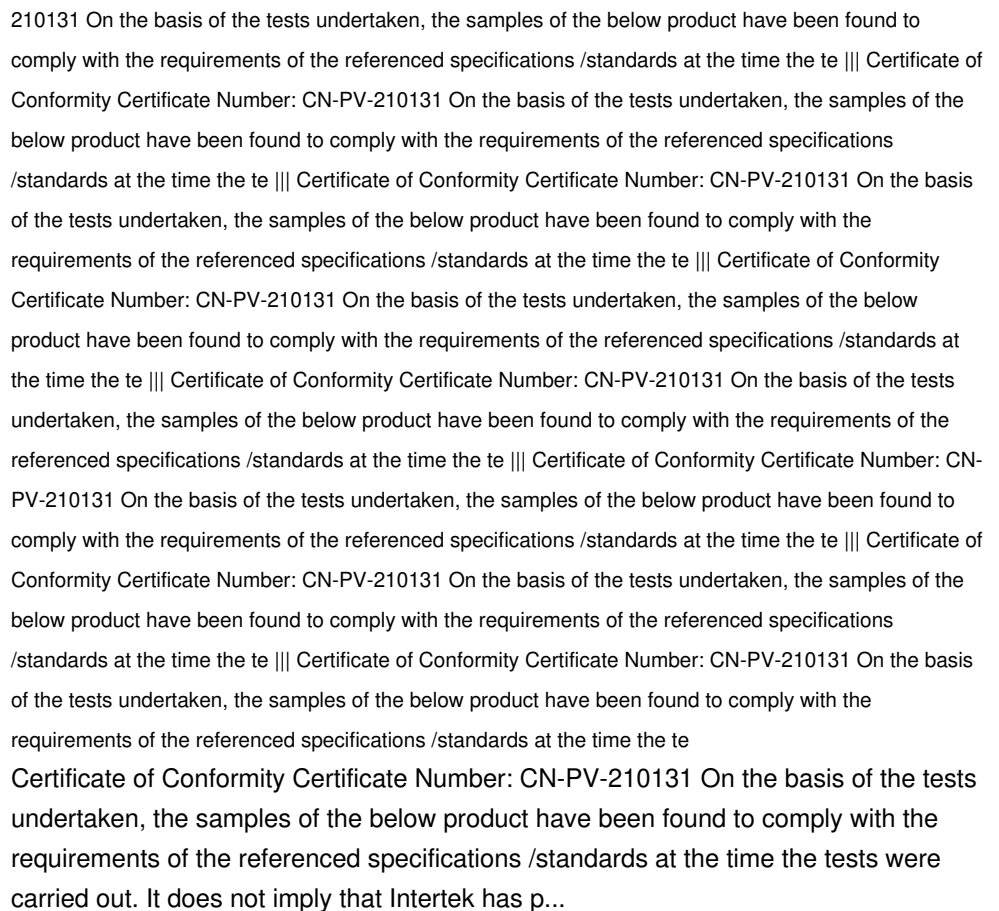 210131 On the basis of the tests undertaken, the samples of the below product have been found to
comply with the requirements of the referenced specifications /standards at the time the te ||| Certificate of
Conformity Certificate Number: CN-PV-210131 On the basis of the tests undertaken, the samples of the
below product have been found to comply with the requirements of the referenced specifications
/standards at the time the te ||| Certificate of Conformity Certificate Number: CN-PV-210131 On the basis
of the tests undertaken, the samples of the below product have been found to comply with the
requirements of the referenced specifications /standards at the time the te ||| Certificate of Conformity
Certificate Number: CN-PV-210131 On the basis of the tests undertaken, the samples of the below
product have been found to comply with the requirements of the referenced specifications /standards at
the time the te ||| Certificate of Conformity Certificate Number: CN-PV-210131 On the basis of the tests
undertaken, the samples of the below product have been found to comply with the requirements of the
referenced specifications /standards at the time the te ||| Certificate of Conformity Certificate Number: CN-
PV-210131 On the basis of the tests undertaken, the samples of the below product have been found to
comply with the requirements of the referenced specifications /standards at the time the te ||| Certificate of
Conformity Certificate Number: CN-PV-210131 On the basis of the tests undertaken, the samples of the
below product have been found to comply with the requirements of the referenced specifications
/standards at the time the te ||| Certificate of Conformity Certificate Number: CN-PV-210131 On the basis
of the tests undertaken, the samples of the below product have been found to comply with the
requirements of the referenced specifications /standards at the time the te
Certificate of Conformity Certificate Number: CN-PV-210131 On the basis of the tests
undertaken, the samples of the below product have been found to comply with the
requirements of the referenced specifications /standards at the time the tests were
carried out. It does not imply that Intertek has p...